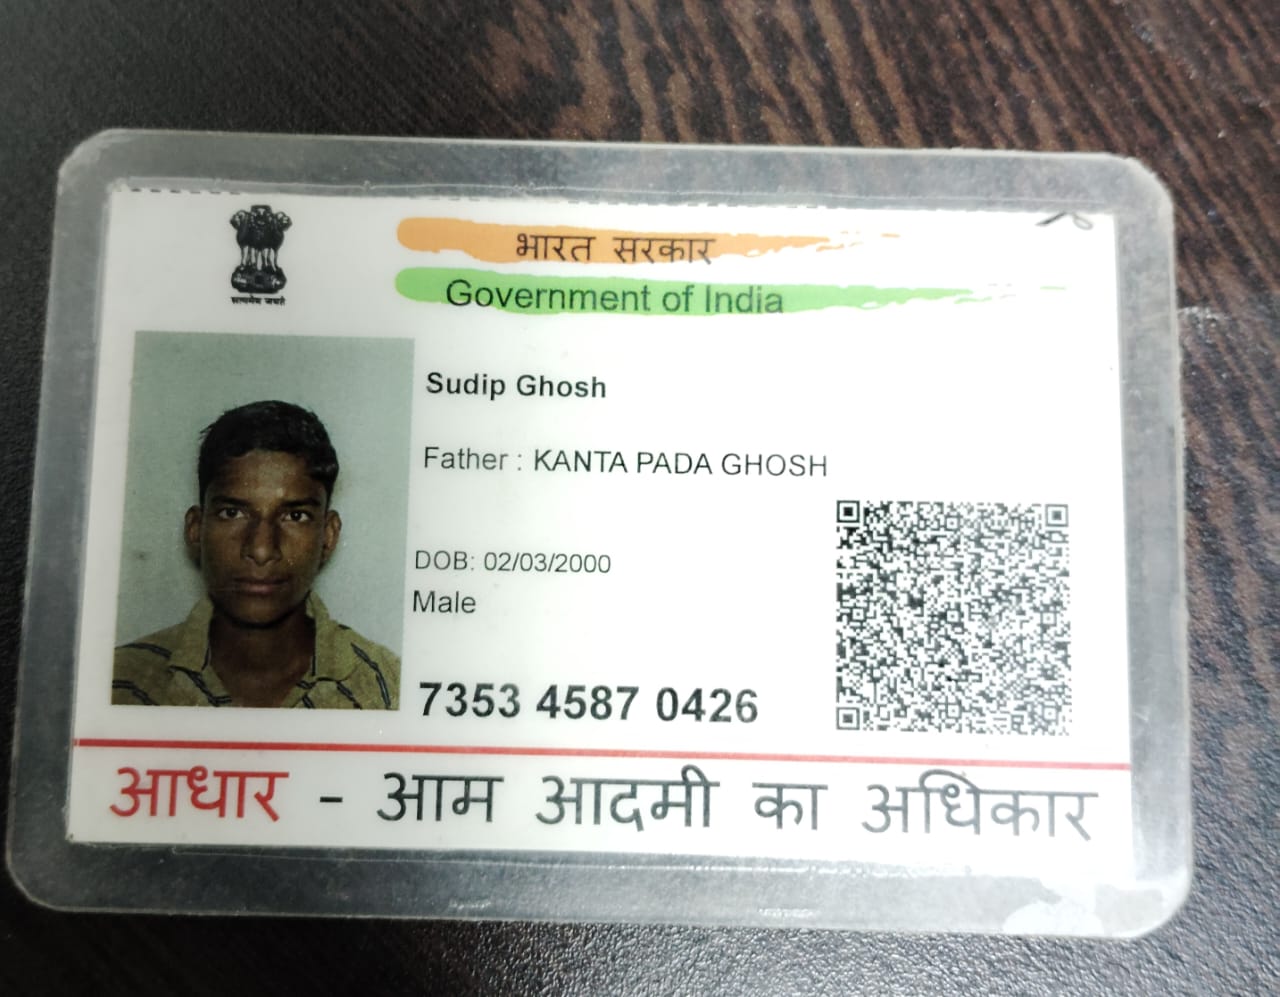 सत्यमेव जयते
भारत सरकार
Government of India
Sudip Ghosh
Father : KANTA PADA GHOSH
DOB: 02/03/2000
Male
7353 4587 0426
आधार - आम आदमी का अधिकार